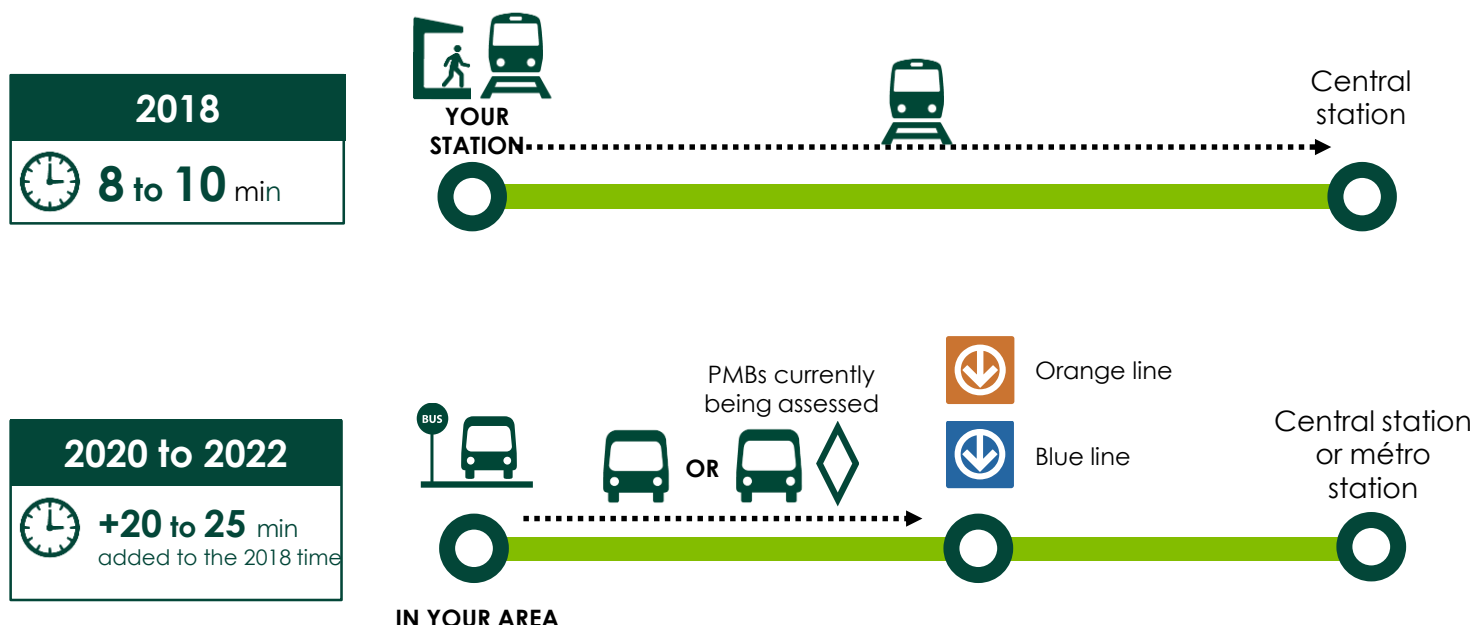 2018
8 to 10 min
YOUR
STATION
Central
station
2020 to 2022
+20 to 25 min
added to the 2018 time
BUS
IN YOUR AREA
OR
PMBs currently
being assessed
Orange line
Blue line
Central station
or métro
station